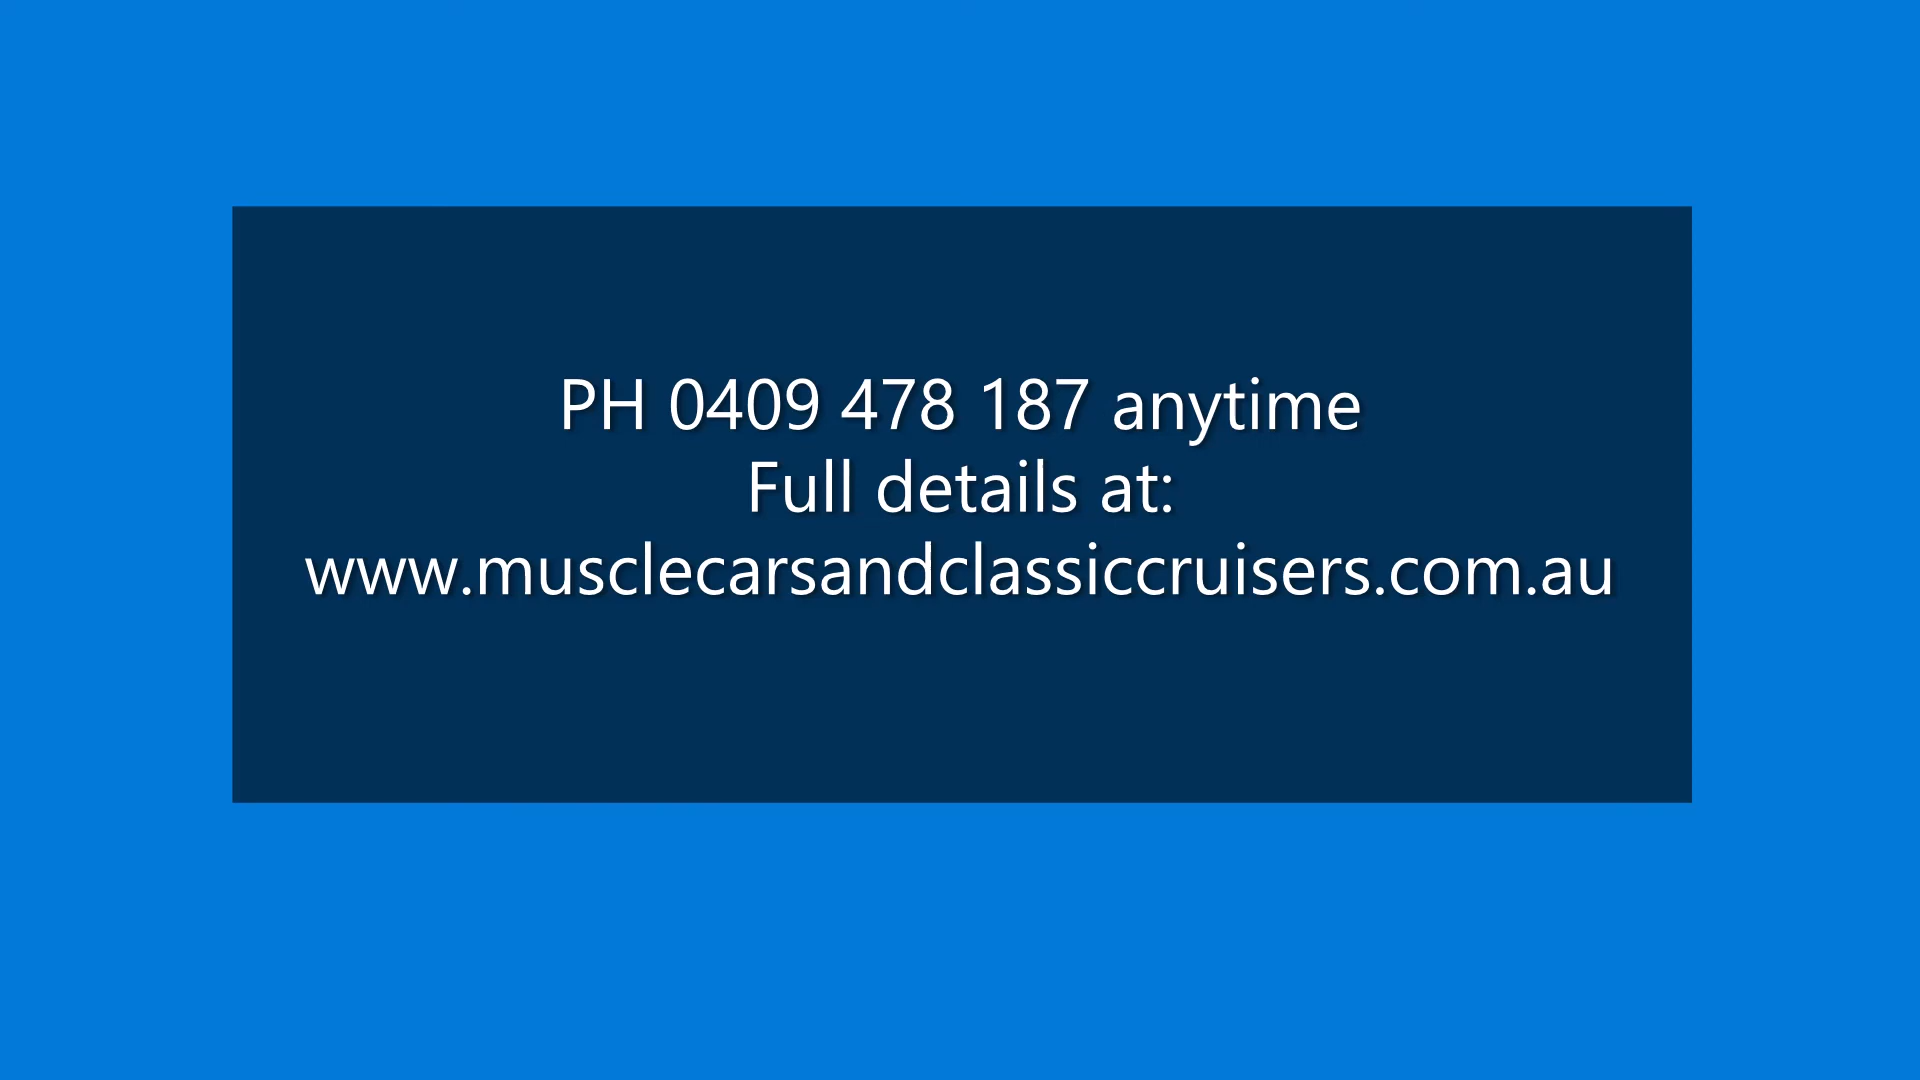 PH 0409 478 187 anytime
Full details at:
www.musclecarsandclassiccruisers.com.au